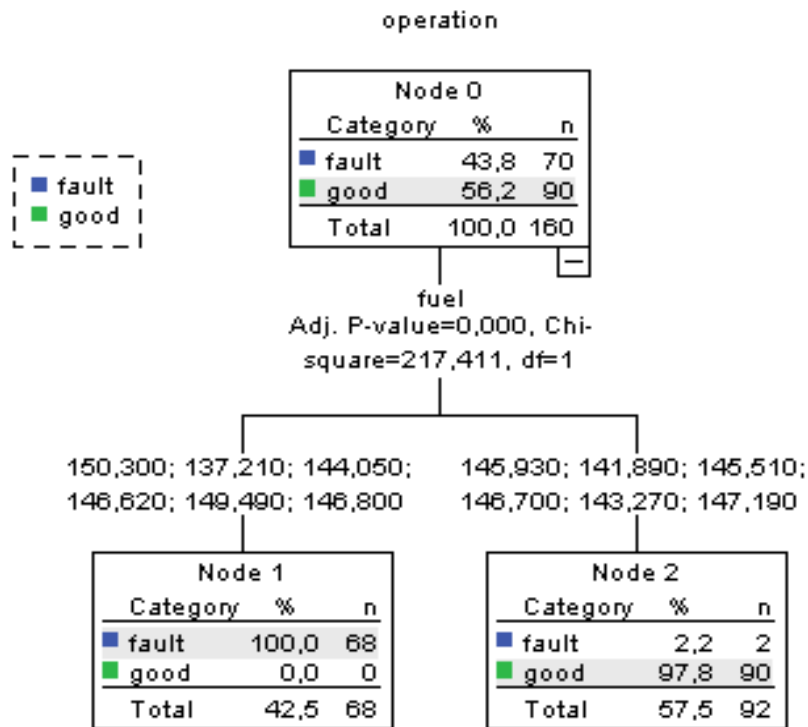 operation
Node 0
Category % n
fault 43,8 70
good 56,2 90
Total 100,0 160
fault
good
fuel
Adj. P-value=0,000, Chi-
square=217,411, df=1
150,300; 137,210; 144,050;
146,620; 149,490; 146,800
145,930; 141,890; 145,510;
146,700; 143,270; 147,190
Node 1
Category % n
fault 100,0 68
good 0,0 0
Total 42,5 68
Node 2
Category % n
fault 2,2 2
good 97,8 90
Total 57,5 92